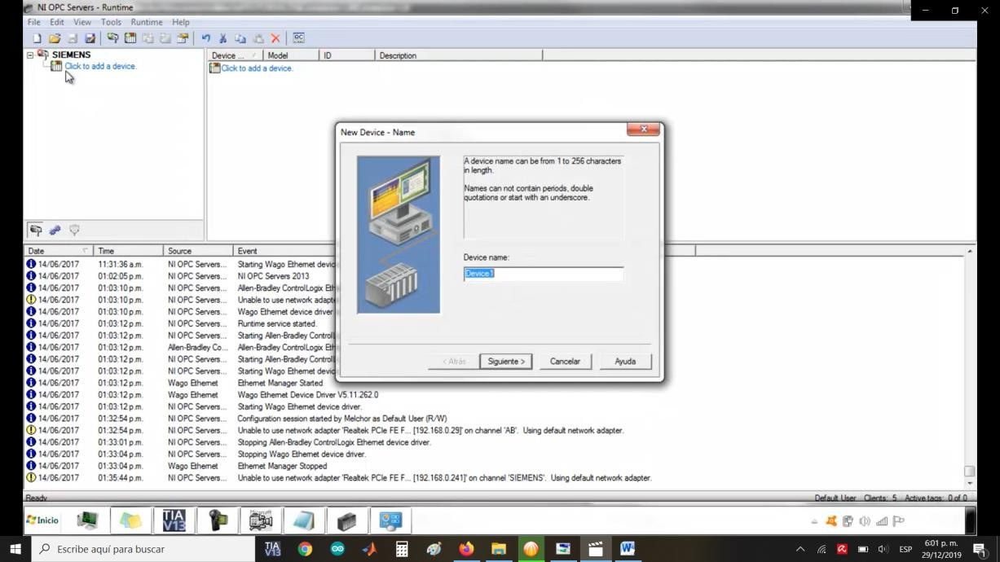 NI OPC Servers - Runtime
File Edit View Tools Runtime Help
SIEMENS
Click to add a device.
Device ... Model ID Description
Click to add a device.
New Device - Name
A device name can be from 1 to 256 characters
in length.
Names can not contain periods, double
quotations or start with an underscore.
Device name:
Device1
< Atrás Siguiente > Cancelar Ayuda
Date Time Source Event
14/06/2017 11:31:36 a.m. NI OPC Servers... Starting Wago Ethernet devic
14/06/2017 01:02:05 p.m. NI OPC Servers... NI OPC Servers 2013
14/06/2017 01:03:10 p.m. NI OPC Servers... Allen-Bradley ControlLogix Eth
14/06/2017 01:03:10 p.m. NI OPC Servers... Unable to use network adapte
14/06/2017 01:03:10 p.m. NI OPC Servers... Wago Ethernet device driver
14/06/2017 01:03:12 p.m. NI OPC Servers... Runtime service started.
14/06/2017 01:03:12 p.m. NI OPC Servers... Starting Allen-Bradley ControlL
14/06/2017 01:03:12 p.m. Allen-Bradley Co... Allen-Bradley ControlLogix Eth
14/06/2017 01:03:12 p.m. NI OPC Servers... Starting Allen-Bradley ControlL
14/06/2017 01:03:12 p.m. NI OPC Servers... Starting Wago Ethernet devic
14/06/2017 01:03:12 p.m. Wago Ethernet Ethernet Manager Started
14/06/2017 01:03:12 p.m. Wago Ethernet Wago Ethernet Device Driver V5.11.262.0
14/06/2017 01:03:12 p.m. NI OPC Servers... Starting Wago Ethernet device driver.
14/06/2017 01:32:54 p.m. NI OPC Servers... Configuration session started by Melchor as Default User (R/W)
14/06/2017 01:32:54 p.m. NI OPC Servers... Unable to use network adapter 'Realtek PCIe FE F... [192.168.0.29]' on channel 'AB'. Using default network adapter.
14/06/2017 01:33:01 p.m. NI OPC Servers... Stopping Allen-Bradley ControlLogix Ethernet device driver.
14/06/2017 01:33:04 p.m. NI OPC Servers... Stopping Wago Ethernet device driver.
14/06/2017 01:33:04 p.m. Wago Ethernet Ethernet Manager Stopped
14/06/2017 01:35:44 p.m. NI OPC Servers... Unable to use network adapter 'Realtek PCIe FE F... [192.168.0.241]' on channel 'SIEMENS'. Using default network adapter.
Ready Default User Clients: 5 Active tags: 0 of 0
Inicio TIA V13
Escribe aquí para buscar TIA V13 ESP 6:01 p. m.
29/12/2019